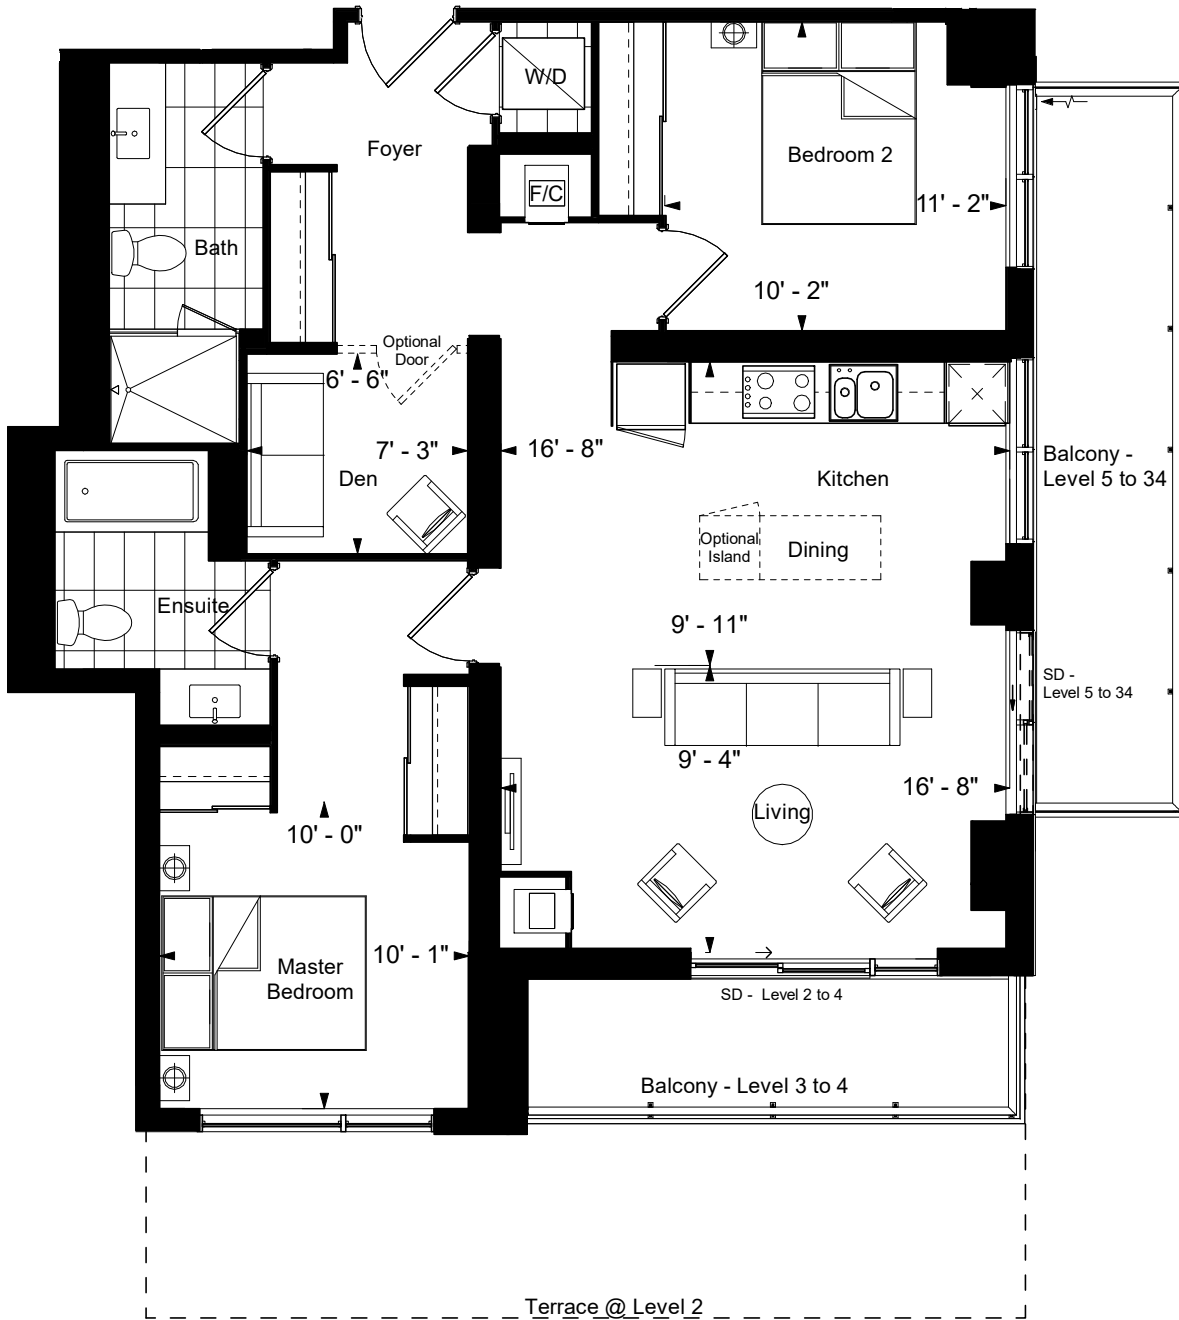 W/D
Foyer
Bedroom 2
F/C
11' - 2"
Bath
10' - 2"
Optional
Door
6' - 6"
7' - 3"
16' - 8"
Den
Kitchen
Balcony -
Level 5 to 34
Optional
Island
Dining
Ensuite
9' - 11"
SD -
Level 5 to 34
9' - 4"
16' - 8"
Living
10' - 0"
10' - 1"
Master
Bedroom
SD - Level 2 to 4
Balcony - Level 3 to 4
Terrace @ Level 2